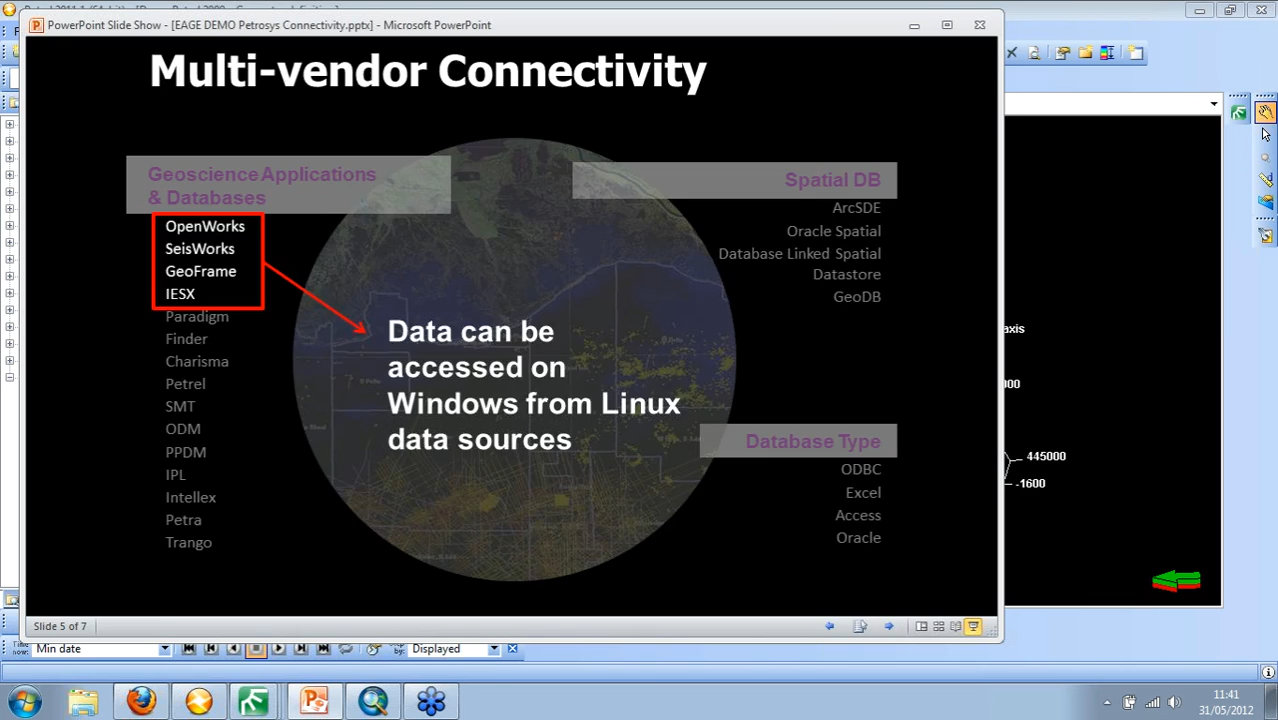 PowerPoint Slide Show - [EAGE DEMO Petrosys Connectivity.pptx] - Microsoft PowerPoint
Multi-vendor Connectivity
Geoscience Applications
& Databases
OpenWorks
SeisWorks
GeoFrame
IESX
Paradigm
Finder
Charisma
Petrel
SMT
ODM
PPDM
IPL
Intellex
Petra
Trango
Data can be
accessed on
Windows from Linux
data sources
Spatial DB
ArcSDE
Oracle Spatial
Database Linked Spatial
Datastore
GeoDB
Database Type
ODBC
Excel
Access
Oracle
axis
445000
-1600
Slide 5 of 7
Min date
Displayed
11:41
31/05/2012